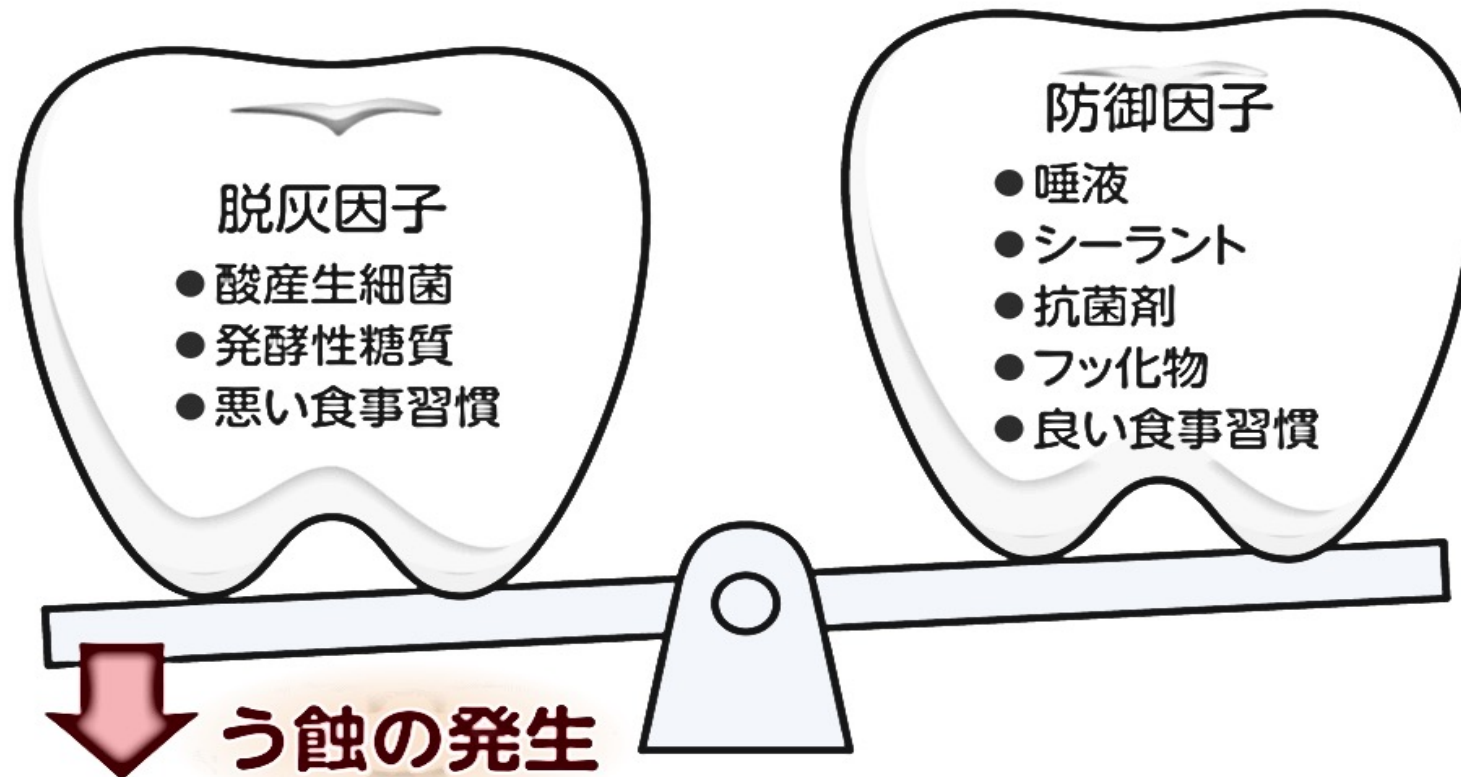 脱灰因子
● 酸産生細菌
● 発酵性糖質
● 悪い食事習慣
防御因子
● 唾液
● シーラント
● 抗菌剤
● フッ化物
● 良い食事習慣
う蝕の発生